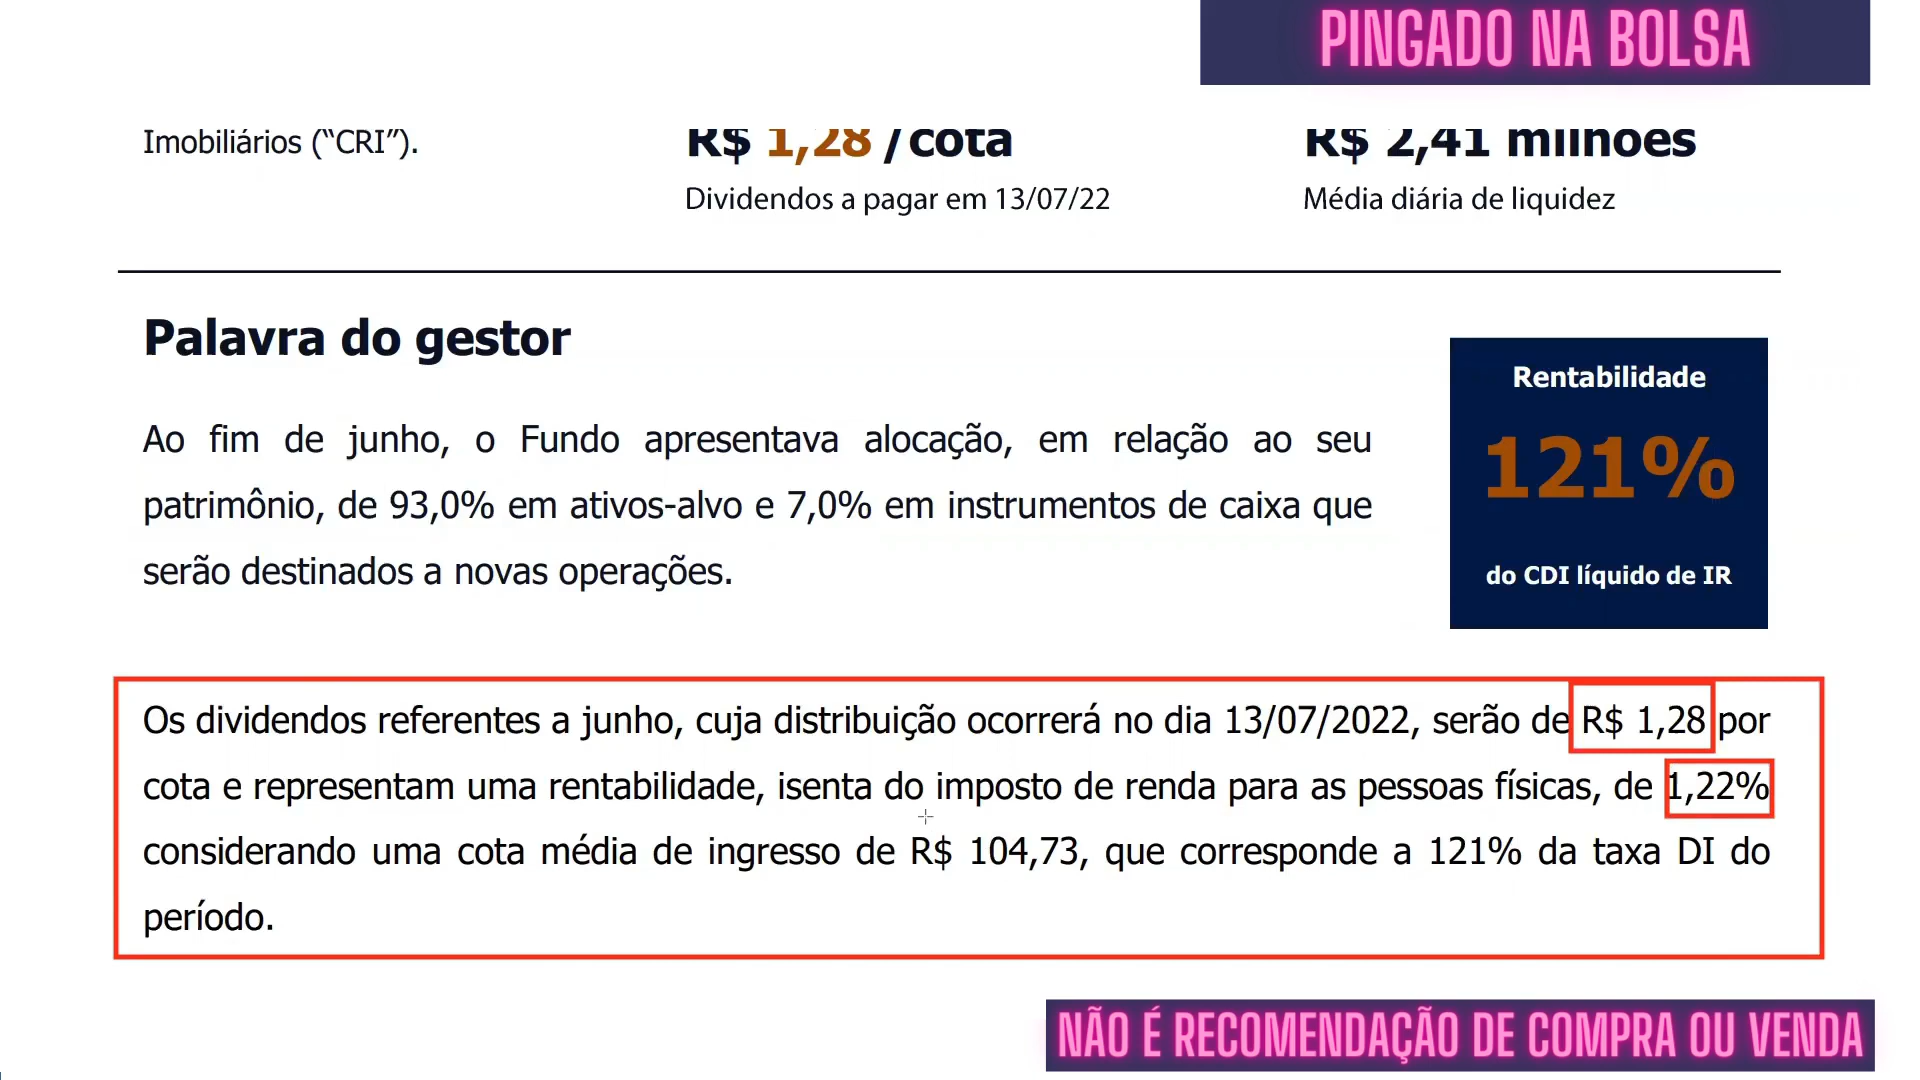 PINGADO NA BOLSA
Imobiliários (“CRI”).
R$ 1,28 / cota
R$ 2,41 milhões
Dividendos a pagar em 13/07/22
Média diária de liquidez
Palavra do gestor
Rentabilidade
121%
do CDI líquido de IR
Ao fim de junho, o Fundo apresentava alocação, em relação ao seu
patrimônio, de 93,0% em ativos-alvo e 7,0% em instrumentos de caixa que
serão destinados a novas operações.
Os dividendos referentes a junho, cuja distribuição ocorrerá no dia 13/07/2022, serão de R$ 1,28 por
cota e representam uma rentabilidade, isenta do imposto de renda para as pessoas físicas, de 1,22%
considerando uma cota média de ingresso de R$ 104,73, que corresponde a 121% da taxa DI do
período.
NÃO É RECOMENDAÇÃO DE COMPRA OU VENDA